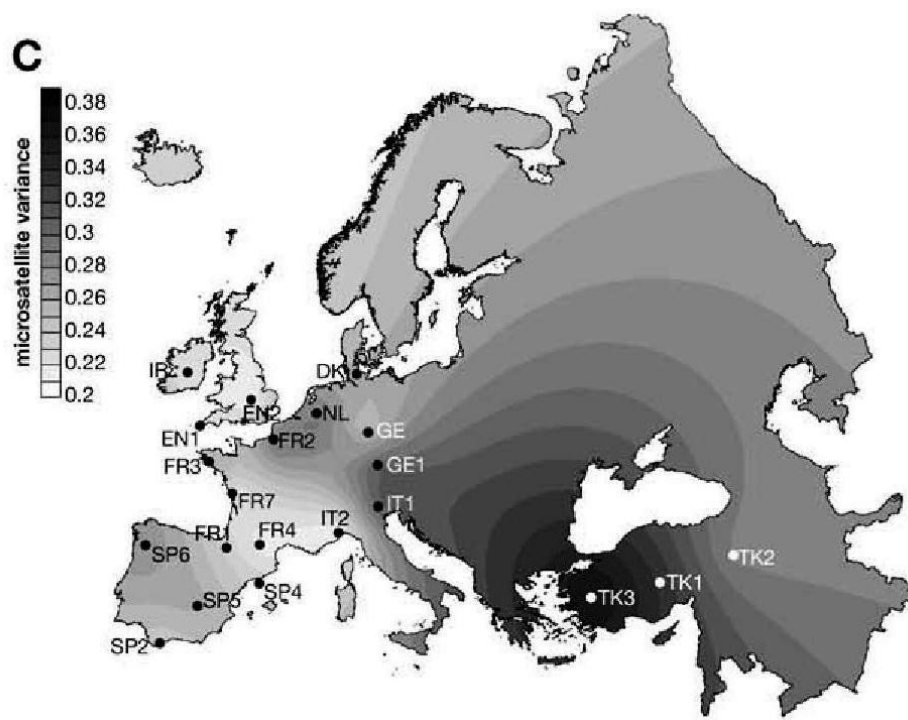 C
microsatellite variance
0.38
0.36
0.34
0.32
0.3
0.28
0.26
0.24
0.22
0.2
DK
NL
EN2
EN1
FR2
GE
FR3
GE1
FR7
IT1
IT2
FR4
FR1
SP6
TK2
SP4
TK1
SP5
TK3
SP2